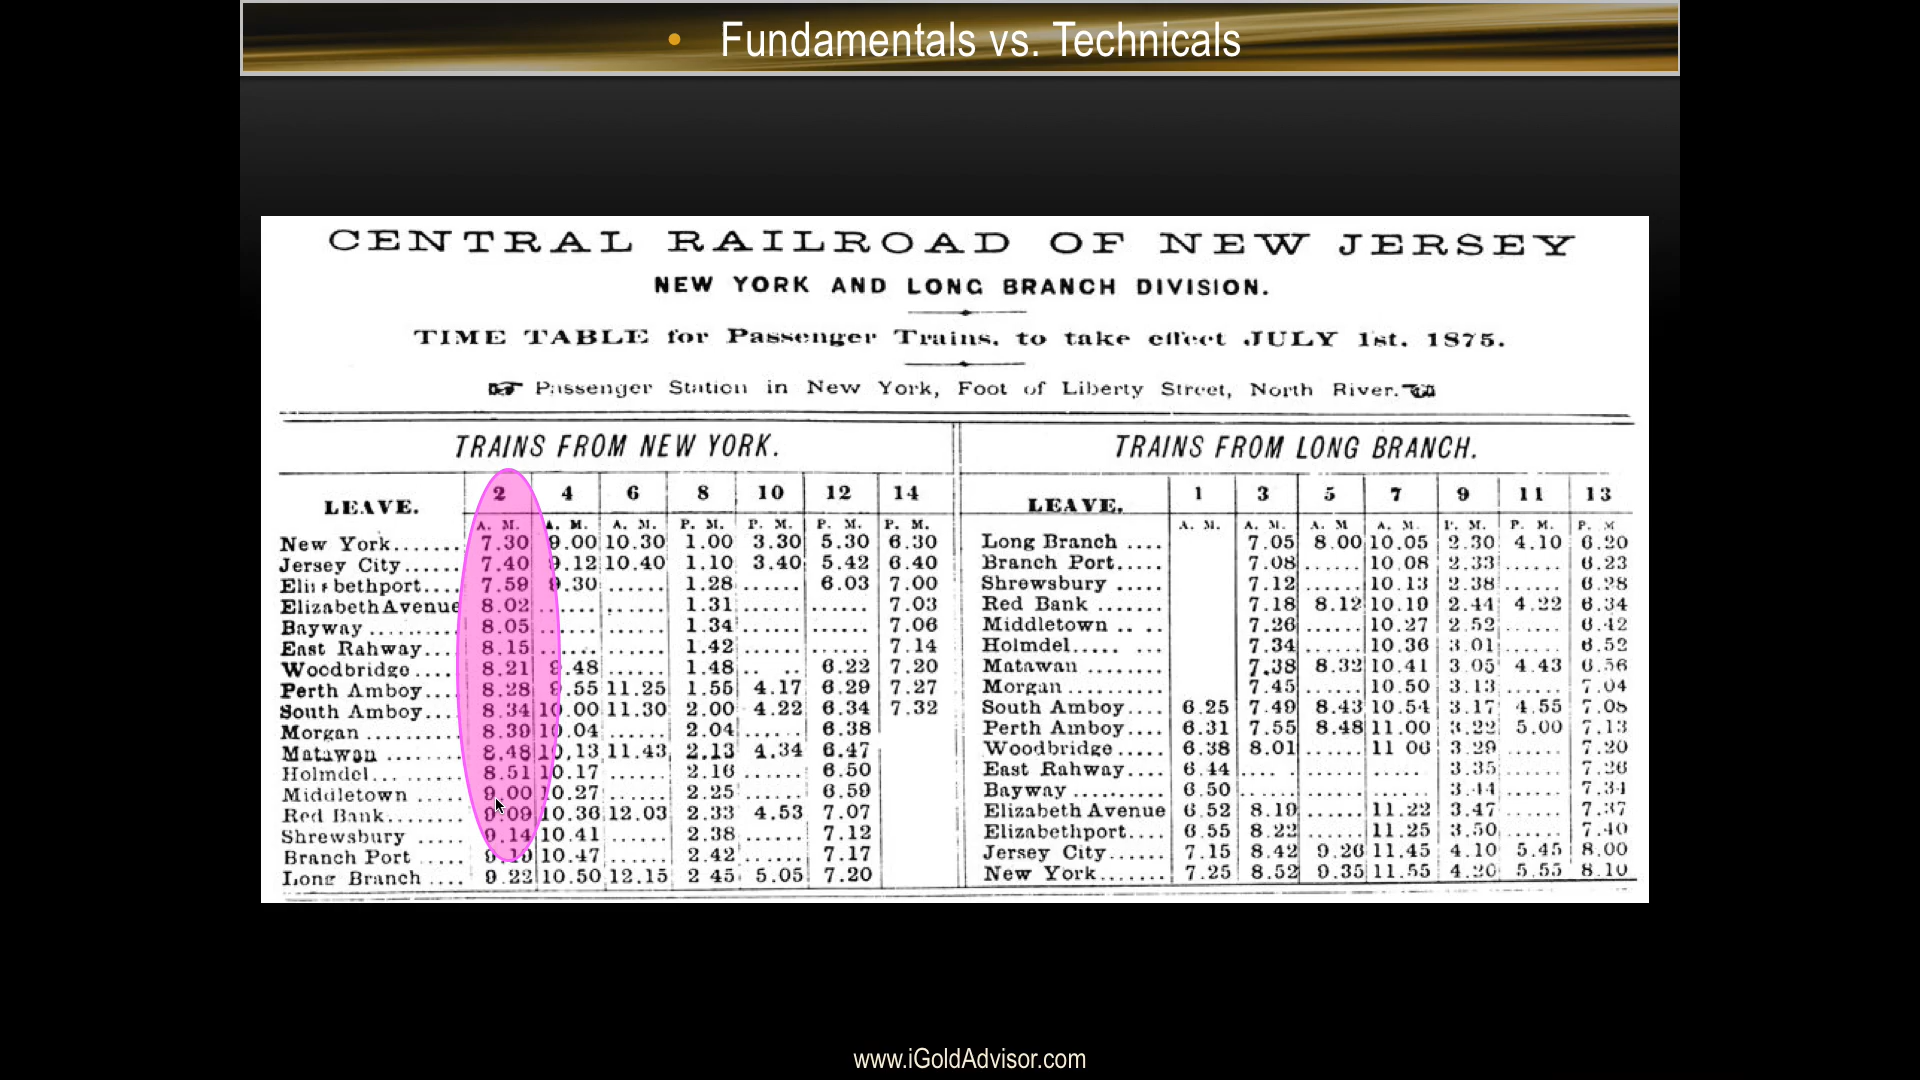 • Fundamentals vs. Technicals
CENTRAL RAILROAD OF NEW JERSEY
NEW YORK AND LONG BRANCH DIVISION.
TIME TABLE for Passenger Trains, to take effect JULY 1st, 1875.
Passenger Station in New York, Foot of Liberty Street, North River.
TRAINS FROM NEW YORK.
LEAVE. 2 4 6 8 10 12 14
A. M. A. M. A. M. P. M. P. M. P. M. P. M.
New York....... 7.30 9.00 10.30 1.00 3.30 5.30 6.30
Jersey City...... 7.40 9.12 10.40 1.10 3.40 5.42 6.40
Elizabethport.... 7.59 9.30 ...... 1.28 ...... 6.03 7.00
Elizabeth Avenue 8.02 ...... ...... 1.31 ...... ...... 7.03
Bayway .......... 8.05 ...... ...... 1.34 ...... ...... 7.06
East Rahway.... 8.15 ...... ...... 1.42 ...... ...... 7.14
Woodbridge..... 8.21 9.48 ...... 1.48 ...... 6.22 7.20
Perth Amboy.... 8.28 9.55 11.25 1.55 4.17 6.29 7.27
South Amboy.... 8.34 10.00 11.30 2.00 4.22 6.34 7.32
Morgan .......... 8.39 10.04 ...... 2.04 ...... 6.38
Matawan ........ 8.48 10.13 11.43 2.13 4.34 6.47
Holmdel......... 8.51 10.17 ...... 2.16 ...... 6.50
Middletown ..... 9.00 10.27 ...... 2.25 ...... 6.59
Red Bank........ 9.09 10.36 12.03 2.33 4.53 7.07
Shrewsbury ..... 9.14 10.41 ...... 2.38 ...... 7.12
Branch Port ..... 9.19 10.47 ...... 2.42 ...... 7.17
Long Branch .... 9.22 10.50 12.15 2 45 5.05 7.20
TRAINS FROM LONG BRANCH.
LEAVE. 1 3 5 7 9 11 13
A. M. A. M. A. M A. M. P. M. P. M. P. M
Long Branch .... 7.05 8.00 10.05 2.30 4.10 6.20
Branch Port..... 7.08 ...... 10.08 2.33 ...... 6.23
Shrewsbury...... 7.12 ...... 10.13 2.38 ...... 6.28
Red Bank ....... 7.18 8.12 10.19 2.44 4.22 6.34
Middletown .. .. 7.26 ...... 10.27 2.52 ...... 6.42
Holmdel..... ... 7.34 ...... 10.36 3.01 ...... 6.52
Matawan ........ 7.38 8.32 10.41 3.05 4.43 6.56
Morgan.......... 7.45 ...... 10.50 3.13 ...... 7.04
South Amboy.... 6.25 7.49 8.43 10.54 3.17 4.55 7.08
Perth Amboy.... 6.31 7.55 8.48 11.00 3.22 5.00 7.13
Woodbridge..... 6.38 8.01 ...... 11 06 3.29 ...... 7.20
East Rahway.... 6.44 ...... ...... ...... 3.35 ...... 7.26
Bayway.......... 6.50 ...... ...... ...... 3.44 ...... 7.34
Elizabeth Avenue 6.52 8.19 ...... 11.22 3.47 ...... 7.37
Elizabethport.... 6.55 8.22 ...... 11.25 3.50 ...... 7.40
Jersey City...... 7.15 8.42 9.26 11.45 4.10 5.45 8.00
New York....... 7.25 8.52 9.35 11.55 4.20 5.55 8.10
www.iGoldAdvisor.com